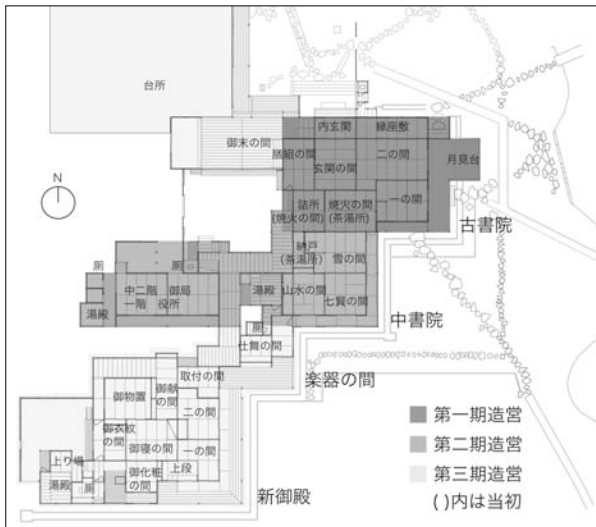 台所
内玄関
縁座敷
御末の間
鑓組の間
二の間
玄関の間
月見台
N
詰所
(焼火の間)
焼火の間
(茶湯所)
一の間
古書院
納戸
(茶湯所)
雪の間
厠
厠
中二階
一階
御局
役所
湯殿
山水の間
七賢の間
湯殿
中書院
厠
仕舞の間
取付の間
楽器の間
御物置
御献
の間
二の間
御衣紋
の間
御寝の間
一の間
上り場
御化粧
の間
上段
湯殿
厠
新御殿
第一期造営
第二期造営
第三期造営
( )内は当初